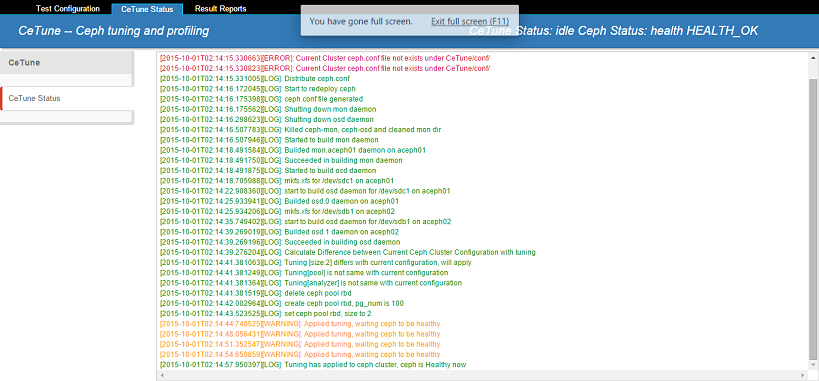 Test Configuration CeTune Status Result Reports
You have gone full screen. Exit full screen (F11)
CeTune -- Ceph tuning and profiling CeTune Status: idle Ceph Status: health HEALTH_OK
CeTune
CeTune Status
[2015-10-01T02:14:15.330663][ERROR]: Current Cluster ceph.conf file not exists under CeTune/conf/
[2015-10-01T02:14:15.330823][ERROR]: Current Cluster ceph.conf file not exists under CeTune/conf/
[2015-10-01T02:14:15.331005][LOG]: Distribute ceph.conf
[2015-10-01T02:14:16.172045][LOG]: Start to redeploy ceph
[2015-10-01T02:14:16.175398][LOG]: ceph.conf file generated
[2015-10-01T02:14:16.175562][LOG]: Shutting down mon daemon
[2015-10-01T02:14:16.298623][LOG]: Shutting down osd daemon
[2015-10-01T02:14:16.507783][LOG]: Killed ceph-mon, ceph-osd and cleaned mon dir
[2015-10-01T02:14:16.507946][LOG]: Started to build mon daemon
[2015-10-01T02:14:18.491584][LOG]: Builded mon.aceph01 daemon on aceph01
[2015-10-01T02:14:18.491750][LOG]: Succeeded in building mon daemon
[2015-10-01T02:14:18.491875][LOG]: Started to build osd daemon
[2015-10-01T02:14:18.705988][LOG]: mkfs.xfs for /dev/sdc1 on aceph01
[2015-10-01T02:14:22.908360][LOG]: start to build osd daemon for /dev/sdc1 on aceph01
[2015-10-01T02:14:25.933941][LOG]: Builded osd.0 daemon on aceph01
[2015-10-01T02:14:25.934206][LOG]: mkfs.xfs for /dev/sdb1 on aceph02
[2015-10-01T02:14:35.749402][LOG]: start to build osd daemon for /dev/sdb1 on aceph02
[2015-10-01T02:14:39.269019][LOG]: Builded osd.1 daemon on aceph02
[2015-10-01T02:14:39.269196][LOG]: Succeeded in building osd daemon
[2015-10-01T02:14:39.276204][LOG]: Calculate Difference between Current Ceph Cluster Configuration with tuning
[2015-10-01T02:14:41.381063][LOG]: Tuning [size:2] differs with current configuration, will apply
[2015-10-01T02:14:41.381249][LOG]: Tuning[pool] is not same with current configuration
[2015-10-01T02:14:41.381364][LOG]: Tuning[analyzer] is not same with current configuration
[2015-10-01T02:14:41.381519][LOG]: delete ceph pool rbd
[2015-10-01T02:14:42.002964][LOG]: create ceph pool rbd, pg_num is 100
[2015-10-01T02:14:43.523525][LOG]: set ceph pool rbd, size to 2
[2015-10-01T02:14:44.740525][WARNING]: Applied tuning, waiting ceph to be healthy
[2015-10-01T02:14:48.056431][WARNING]: Applied tuning, waiting ceph to be healthy
[2015-10-01T02:14:51.352547][WARNING]: Applied tuning, waiting ceph to be healthy
[2015-10-01T02:14:54.650859][WARNING]: Applied tuning, waiting ceph to be healthy
[2015-10-01T02:14:57.950397][LOG]: Tuning has applied to ceph cluster, ceph is Healthy now